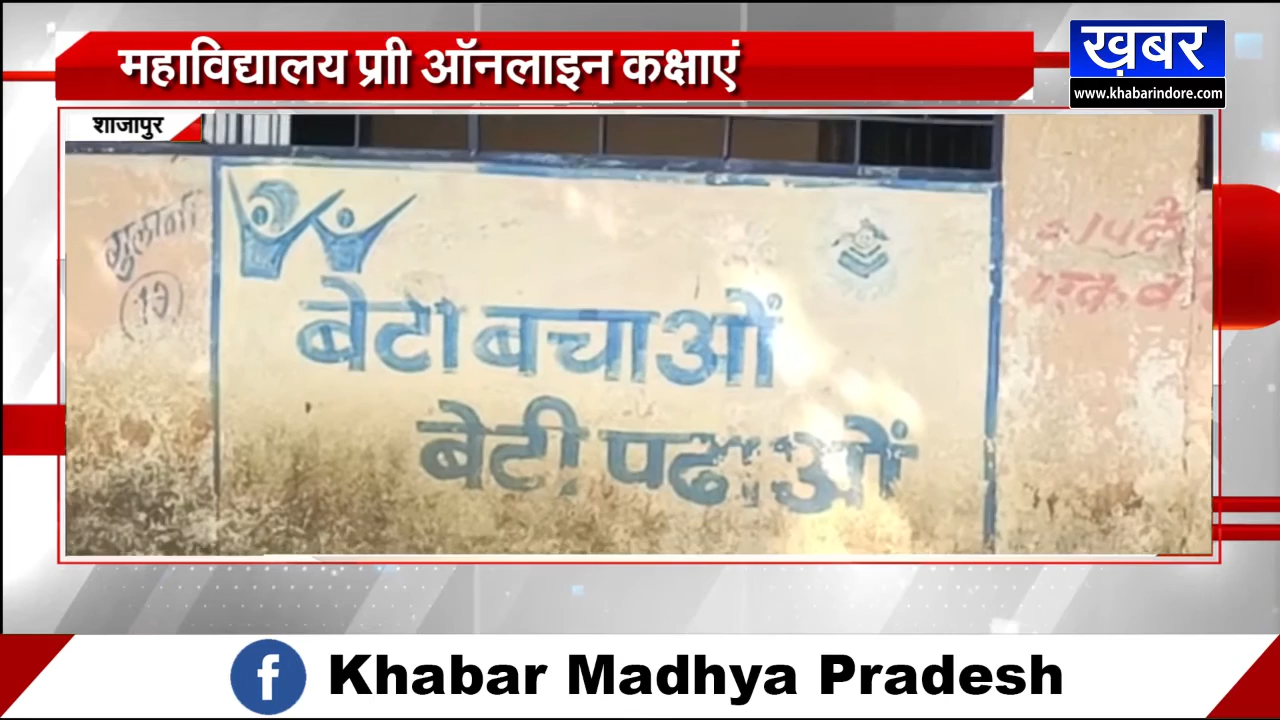 महाविद्यालय प्राी ऑनलाइन कक्षाएं
ख़बर
www.khabarindore.com
शाजापुर
बेटी बचाओं
बेटी पढाओं
Khabar Madhya Pradesh